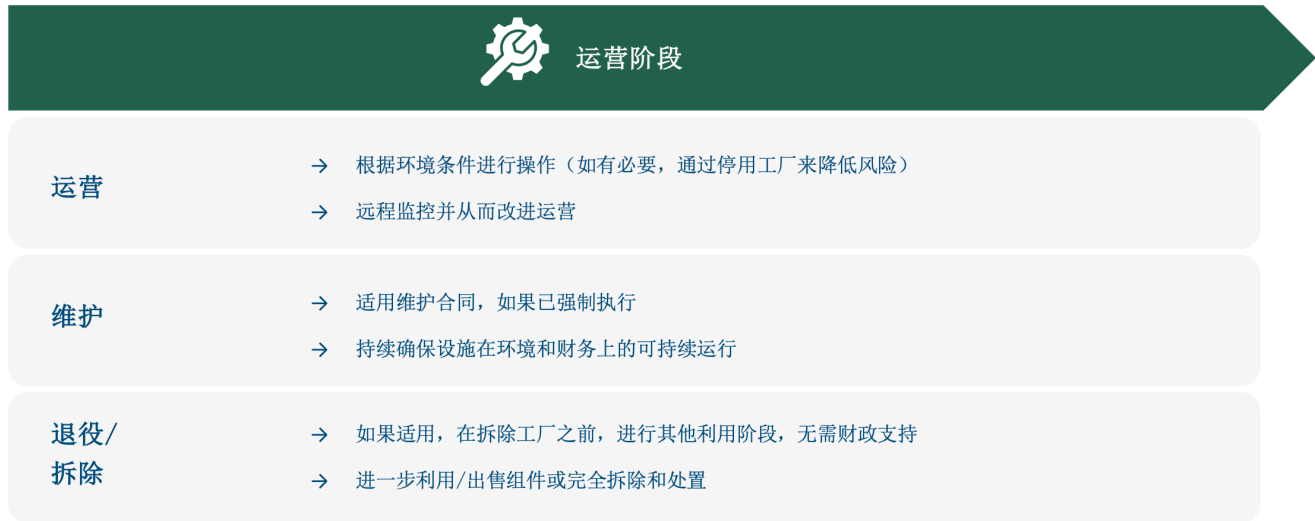 运营阶段
运营
→ 根据环境条件进行操作（如有必要，通过停用工厂来降低风险）
→ 远程监控并从而改进运营
维护
→ 适用维护合同，如果已强制执行
→ 持续确保设施在环境和财务上的可持续运行
退役/
拆除
→ 如果适用，在拆除工厂之前，进行其他利用阶段，无需财政支持
→ 进一步利用/出售组件或完全拆除和处置